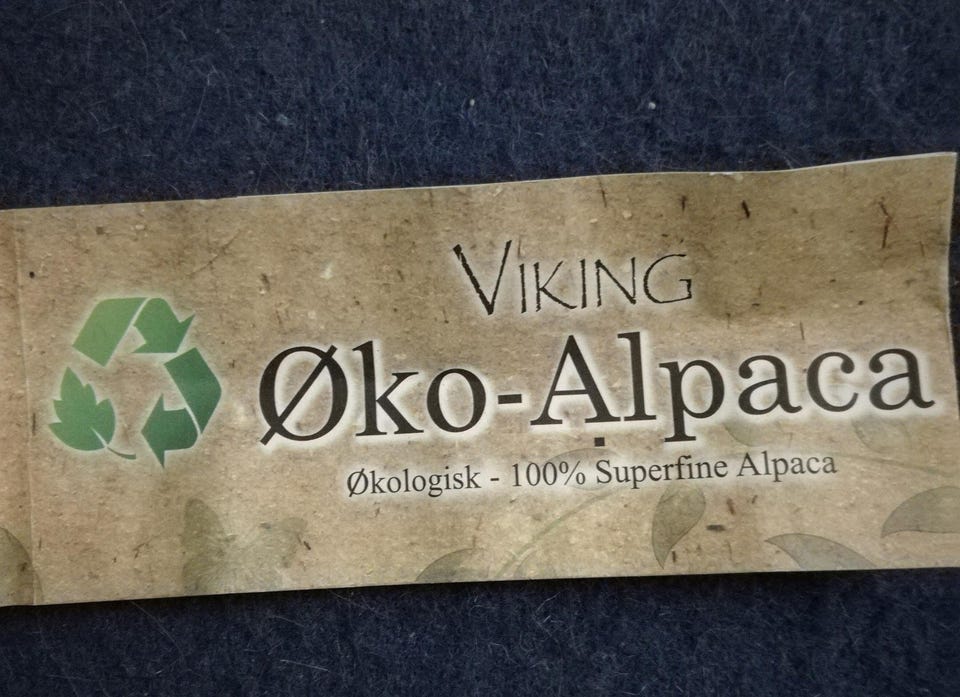 VIKING
Øko-Alpaca
Økologisk - 100% Superfine Alpaca